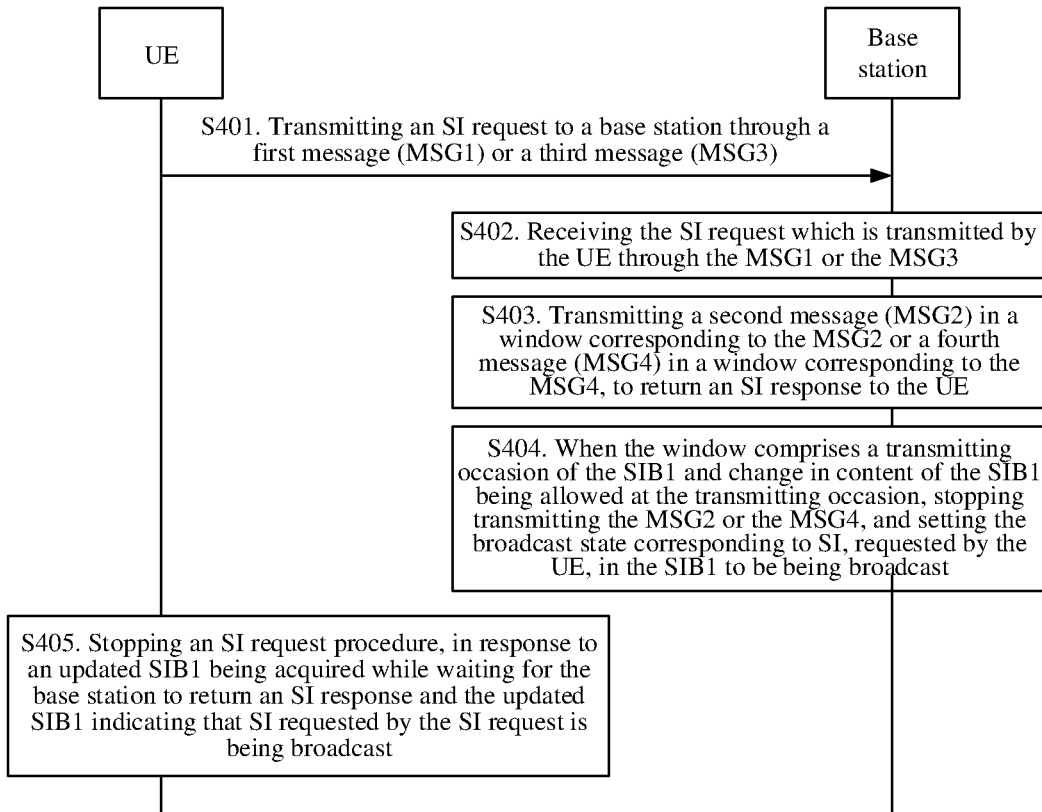 UE
Base
station
S401. Transmitting an SI request to a base station through a
first message (MSG1) or a third message (MSG3)
S402. Receiving the SI request which is transmitted by
the UE through the MSG1 or the MSG3
S403. Transmitting a second message (MSG2) in a
window corresponding to the MSG2 or a fourth
message (MSG4) in a window corresponding to the
MSG4, to return an SI response to the UE
S404. When the window comprises a transmitting
occasion of the SIB1 and change in content of the SIB1
being allowed at the transmitting occasion, stopping
transmitting the MSG2 or the MSG4, and setting the
broadcast state corresponding to SI, requested by the
UE, in the SIB1 to be being broadcast
S405. Stopping an SI request procedure, in response to
an updated SIB1 being acquired while waiting for the
base station to return an SI response and the updated
SIB1 indicating that SI requested by the SI request is
being broadcast